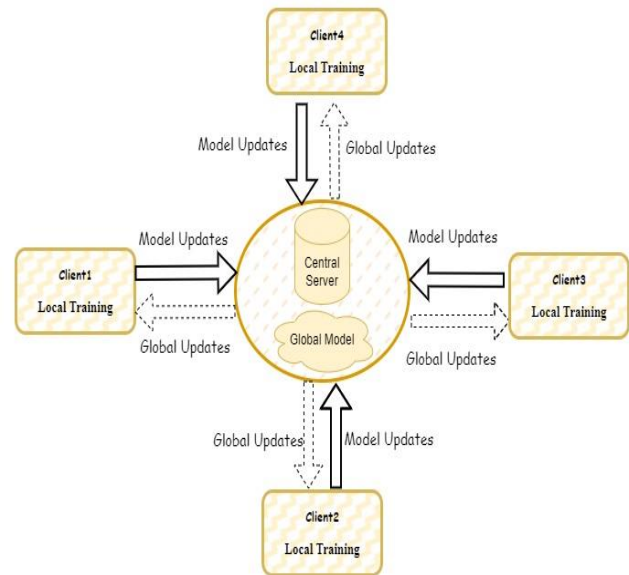 Client4
Local Training
Model Updates
Global Updates
Model Updates
Model Updates
Central
Server
Client1
Local Training
Client3
Local Training
Global Model
Global Updates
Global Updates
Global Updates
Model Updates
Client2
Local Training